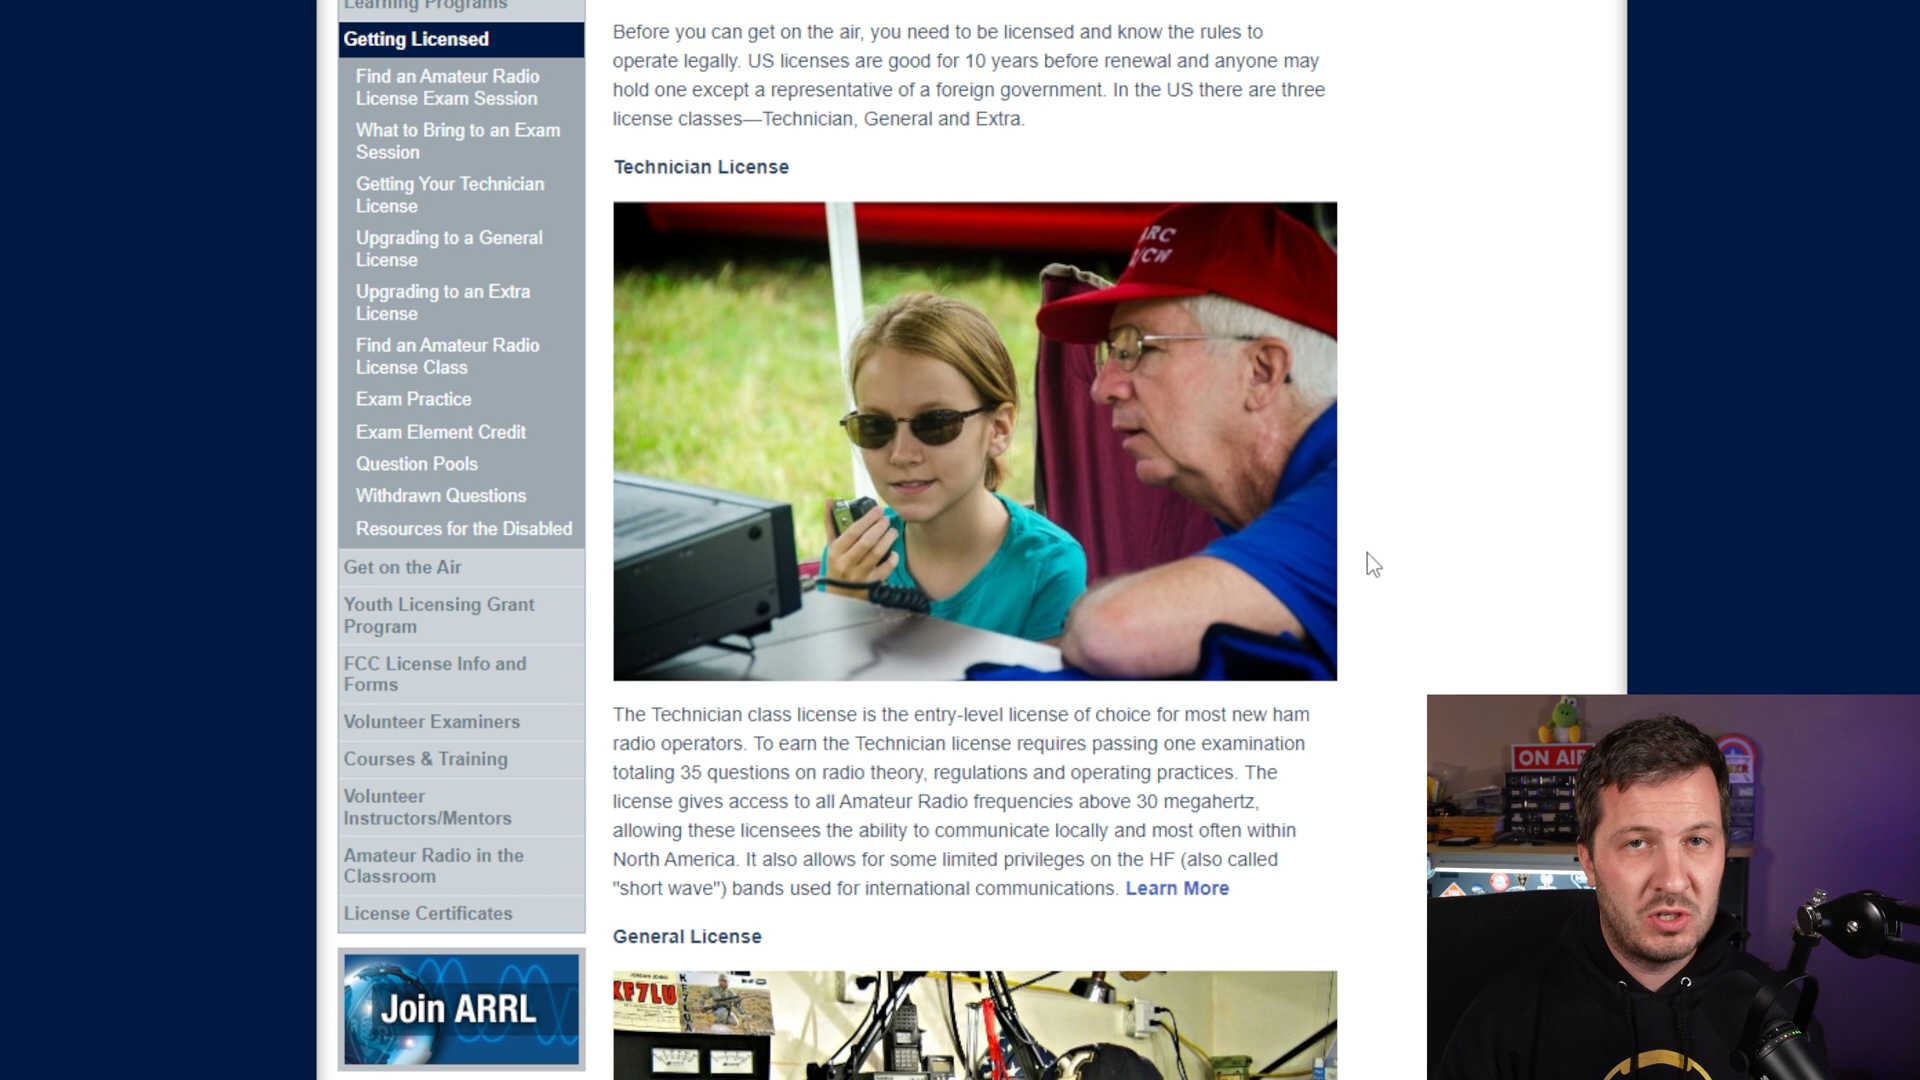 Learning Programs
Getting Licensed
Find an Amateur Radio
License Exam Session
What to Bring to an Exam
Session
Getting Your Technician
License
Upgrading to a General
License
Upgrading to an Extra
License
Find an Amateur Radio
License Class
Exam Practice
Exam Element Credit
Question Pools
Withdrawn Questions
Resources for the Disabled
Get on the Air
Youth Licensing Grant
Program
FCC License Info and
Forms
Volunteer Examiners
Courses & Training
Volunteer
Instructors/Mentors
Amateur Radio in the
Classroom
License Certificates
Join ARRL
Before you can get on the air, you need to be licensed and know the rules to
operate legally. US licenses are good for 10 years before renewal and anyone may
hold one except a representative of a foreign government. In the US there are three
license classes—Technician, General and Extra.
Technician License
The Technician class license is the entry-level license of choice for most new ham
radio operators. To earn the Technician license requires passing one examination
totaling 35 questions on radio theory, regulations and operating practices. The
license gives access to all Amateur Radio frequencies above 30 megahertz,
allowing these licensees the ability to communicate locally and most often within
North America. It also allows for some limited privileges on the HF (also called
"short wave") bands used for international communications. Learn More
General License
KF7LU
ON AIR